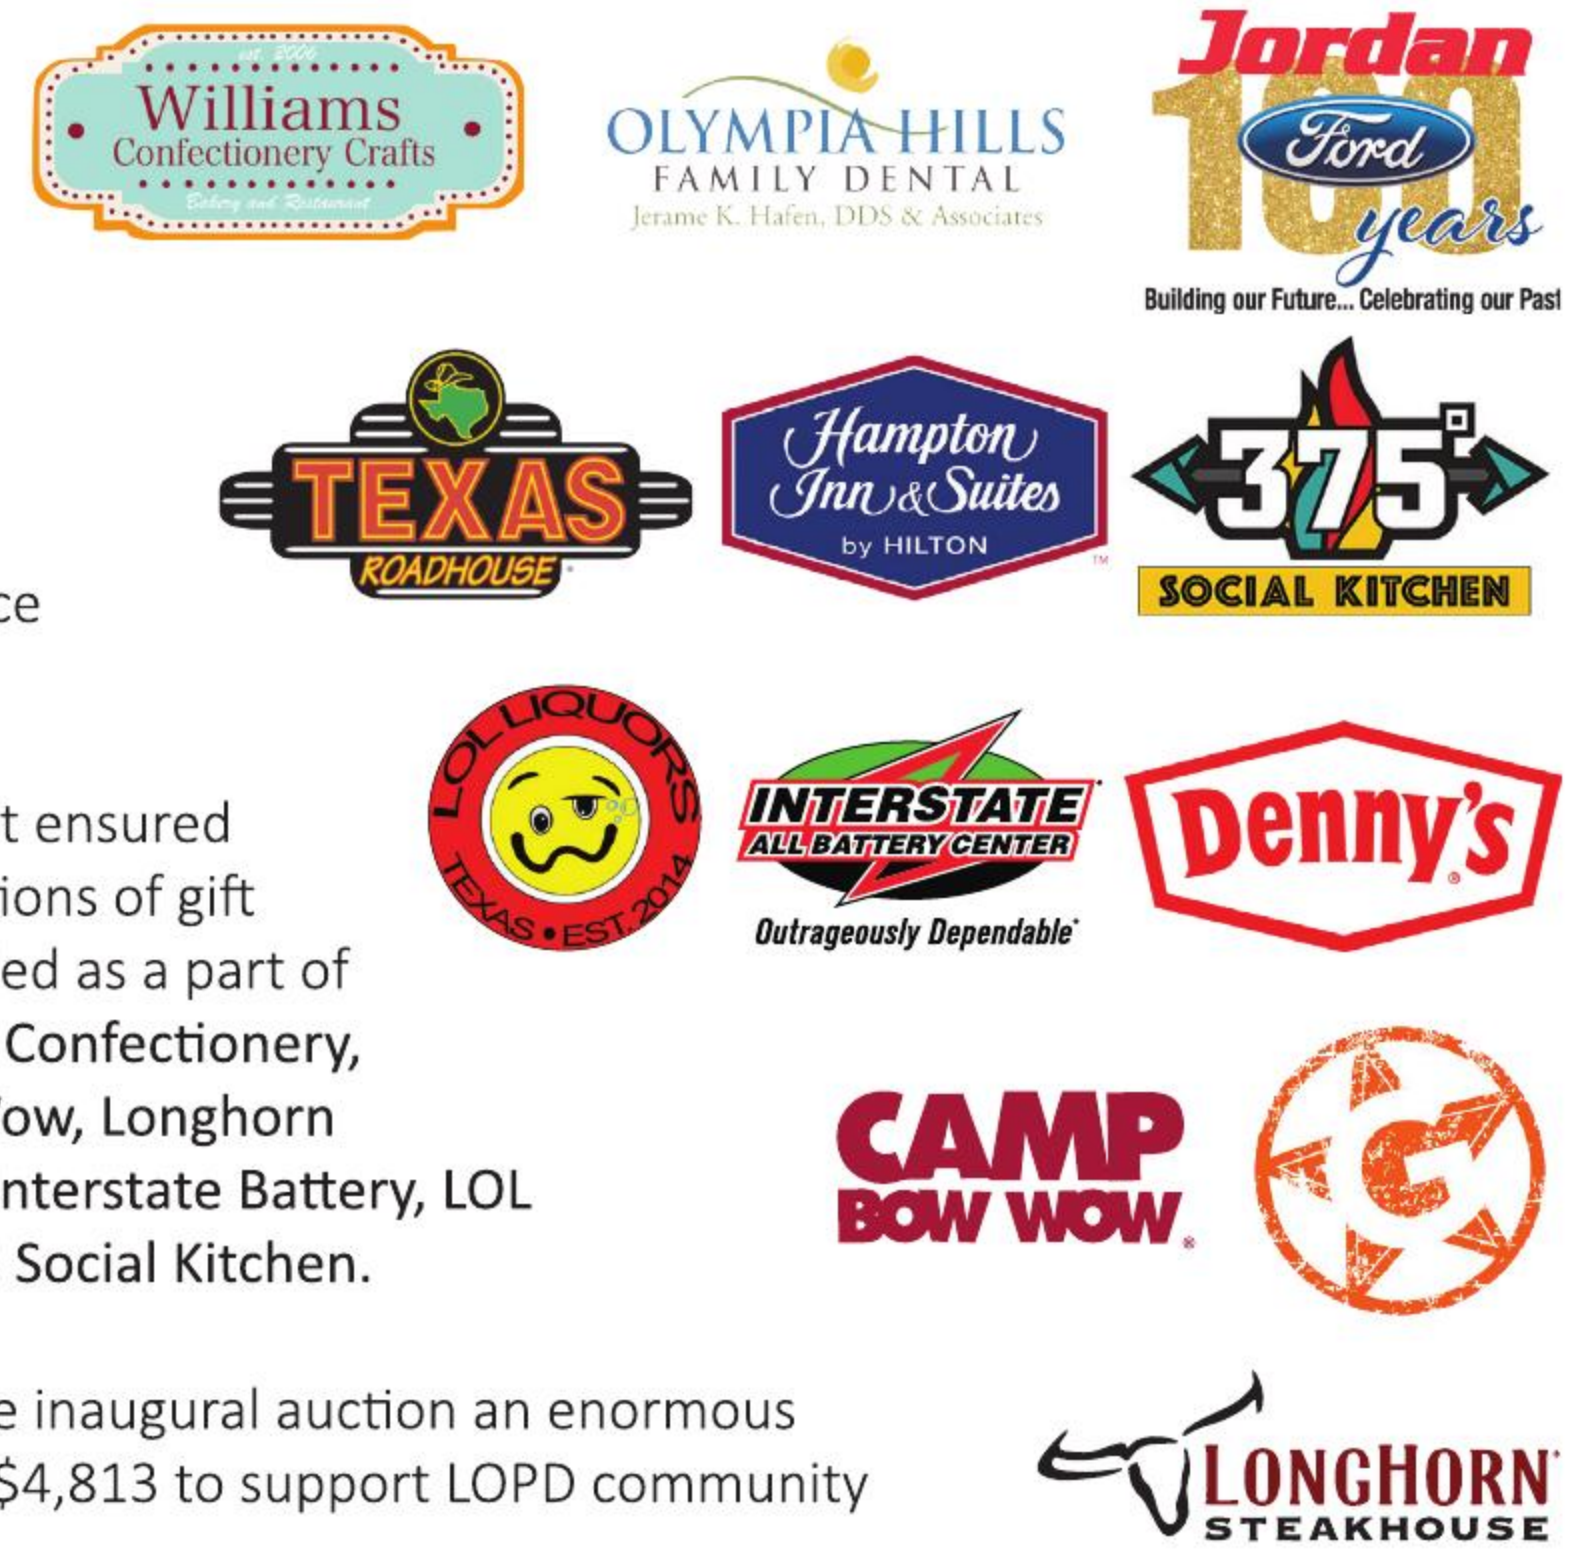 est. 2006
Williams
Confectionery Crafts
Bakery and Restaurant
OLYMPIA HILLS
FAMILY DENTAL
Jerame K. Hafen, DDS & Associates
Jordan
100
Ford
years
Building our Future... Celebrating our Past
TEXAS
ROADHOUSE
Hampton
Inn & Suites
by HILTON
™
375°
SOCIAL KITCHEN
ce
LOL LIQUORS
TEXAS • EST. 2014
INTERSTATE
ALL BATTERY CENTER
Outrageously Dependable
Denny's
®
t ensured
ions of gift
ed as a part of
Confectionery,
ow, Longhorn
nterstate Battery, LOL
Social Kitchen.
CAMP
BOW WOW
®
G
e inaugural auction an enormous
$4,813 to support LOPD community
LONGHORN
STEAKHOUSE